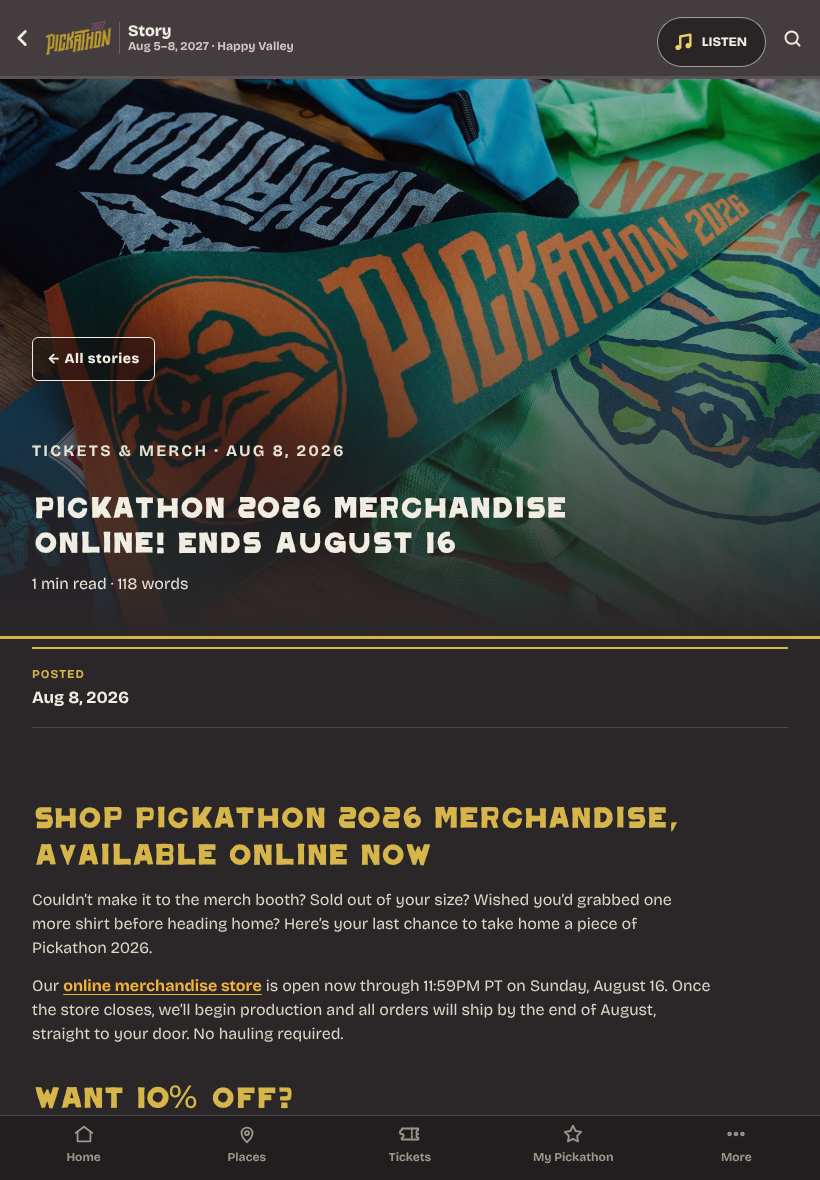 PICKATHON
Story
Aug 5–8, 2027 · Happy Valley
LISTEN
PICKATHON
PICKATHON 2026
← All stories
TICKETS & MERCH · AUG 8, 2026
PICKATHON 2026 MERCHANDISE
ONLINE! ENDS AUGUST 16
1 min read · 118 words
POSTED
Aug 8, 2026
SHOP PICKATHON 2026 MERCHANDISE,
AVAILABLE ONLINE NOW
Couldn't make it to the merch booth? Sold out of your size? Wished you'd grabbed one
more shirt before heading home? Here's your last chance to take home a piece of
Pickathon 2026.
Our online merchandise store is open now through 11:59PM PT on Sunday, August 16. Once
the store closes, we'll begin production and all orders will ship by the end of August,
straight to your door. No hauling required.
WANT 10% OFF?
Home
Places
Tickets
My Pickathon
More